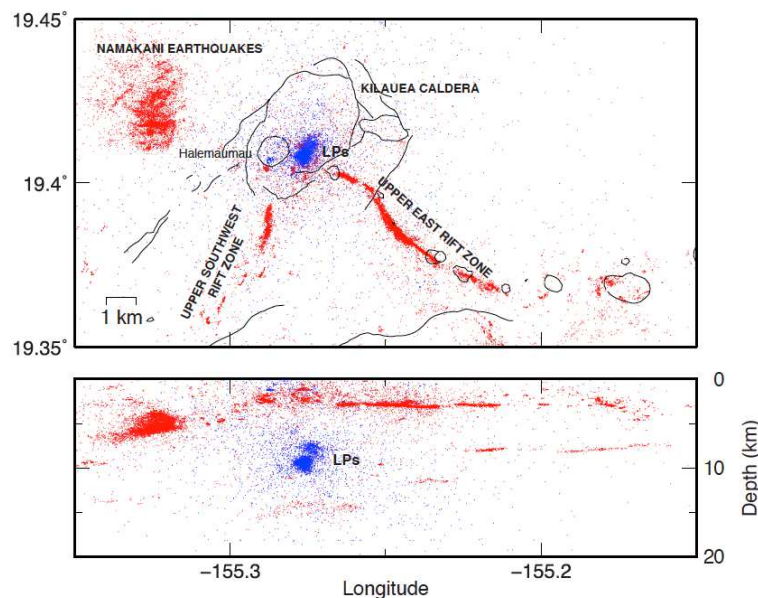 19.45°
NAMAKANI EARTHQUAKES
KILAUEA CALDERA
Halemaumau
LPs
19.4°
UPPER EAST RIFT ZONE
UPPER SOUTHWEST
RIFT ZONE
1 km
19.35°
0
LPs
10
Depth (km)
20
−155.3
−155.2
Longitude